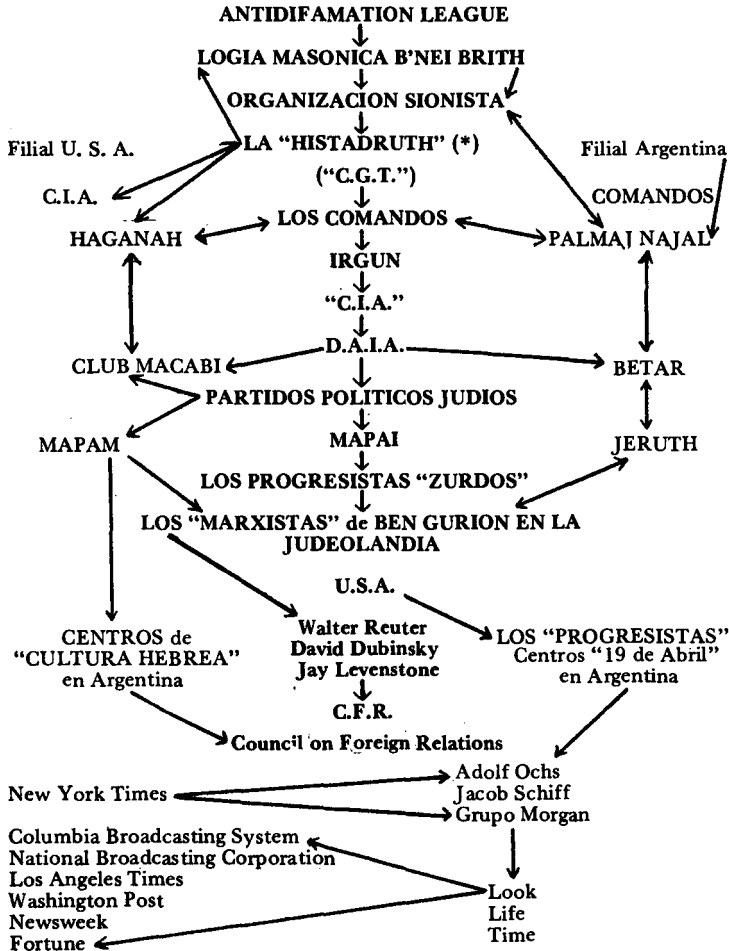 ANTIDIFAMATION LEAGUE
LOGIA MASONICA B'NEI BRITH
ORGANIZACION SIONISTA
LA "HISTADRUTH" (*)
Filial U. S. A.
Filial Argentina
("C.G.T.")
C.I.A.
COMANDOS
LOS COMANDOS
HAGANAH
PALMAJ NAJAL
IRGUN
"C.I.A."
D.A.I.A.
CLUB MACABI
BETAR
PARTIDOS POLITICOS JUDIOS
MAPAM
MAPAI
JERUTH
LOS PROGRESISTAS "ZURDOS"
LOS "MARXISTAS" de BEN GURION EN LA
JUDEOLANDIA
U.S.A.
CENTROS de
"CULTURA HEBREA"
en Argentina
Walter Reuter
David Dubinsky
Jay Levenstone
LOS "PROGRESISTAS"
Centros "19 de Abril"
en Argentina
C.F.R.
Council on Foreign Relations
New York Times
Adolf Ochs
Jacob Schiff
Grupo Morgan
Columbia Broadcasting System
National Broadcasting Corporation
Los Angeles Times
Washington Post
Newsweek
Fortune
Look
Life
Time